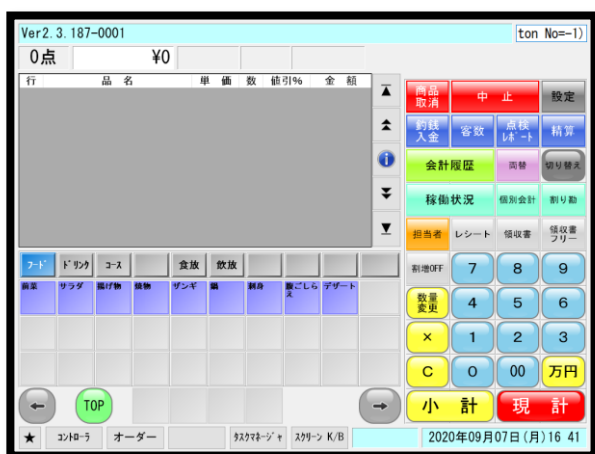 Ver2.3.187-0001
ton No=-1)
0点 ¥0
行 品 名 単 価 数 値引% 金 額
商品取消 中 止 設定
釣銭入金 客数 点検ﾚﾎﾟｰﾄ 精算
会計履歴 両替 切り替え
稼働状況 個別会計 割り勘
担当者 レシート 領収書 領収書フリー
ﾌｰﾄﾞ ﾄﾞﾘﾝｸ ｺｰｽ 食放 飲放
前菜 サラダ 揚げ物 焼物 ザンギ 鍋 刺身 腹ごしらえ デザート
割増OFF 7 8 9
数量変更 4 5 6
× 1 2 3
C 0 00 万円
小 計 現 計
TOP
★ ｺﾝﾄﾛｰﾗ オーダー ﾀｽｸﾏﾈｰｼﾞｬ ｽｸﾘｰﾝ K/B 2020年09月07日(月)16 41